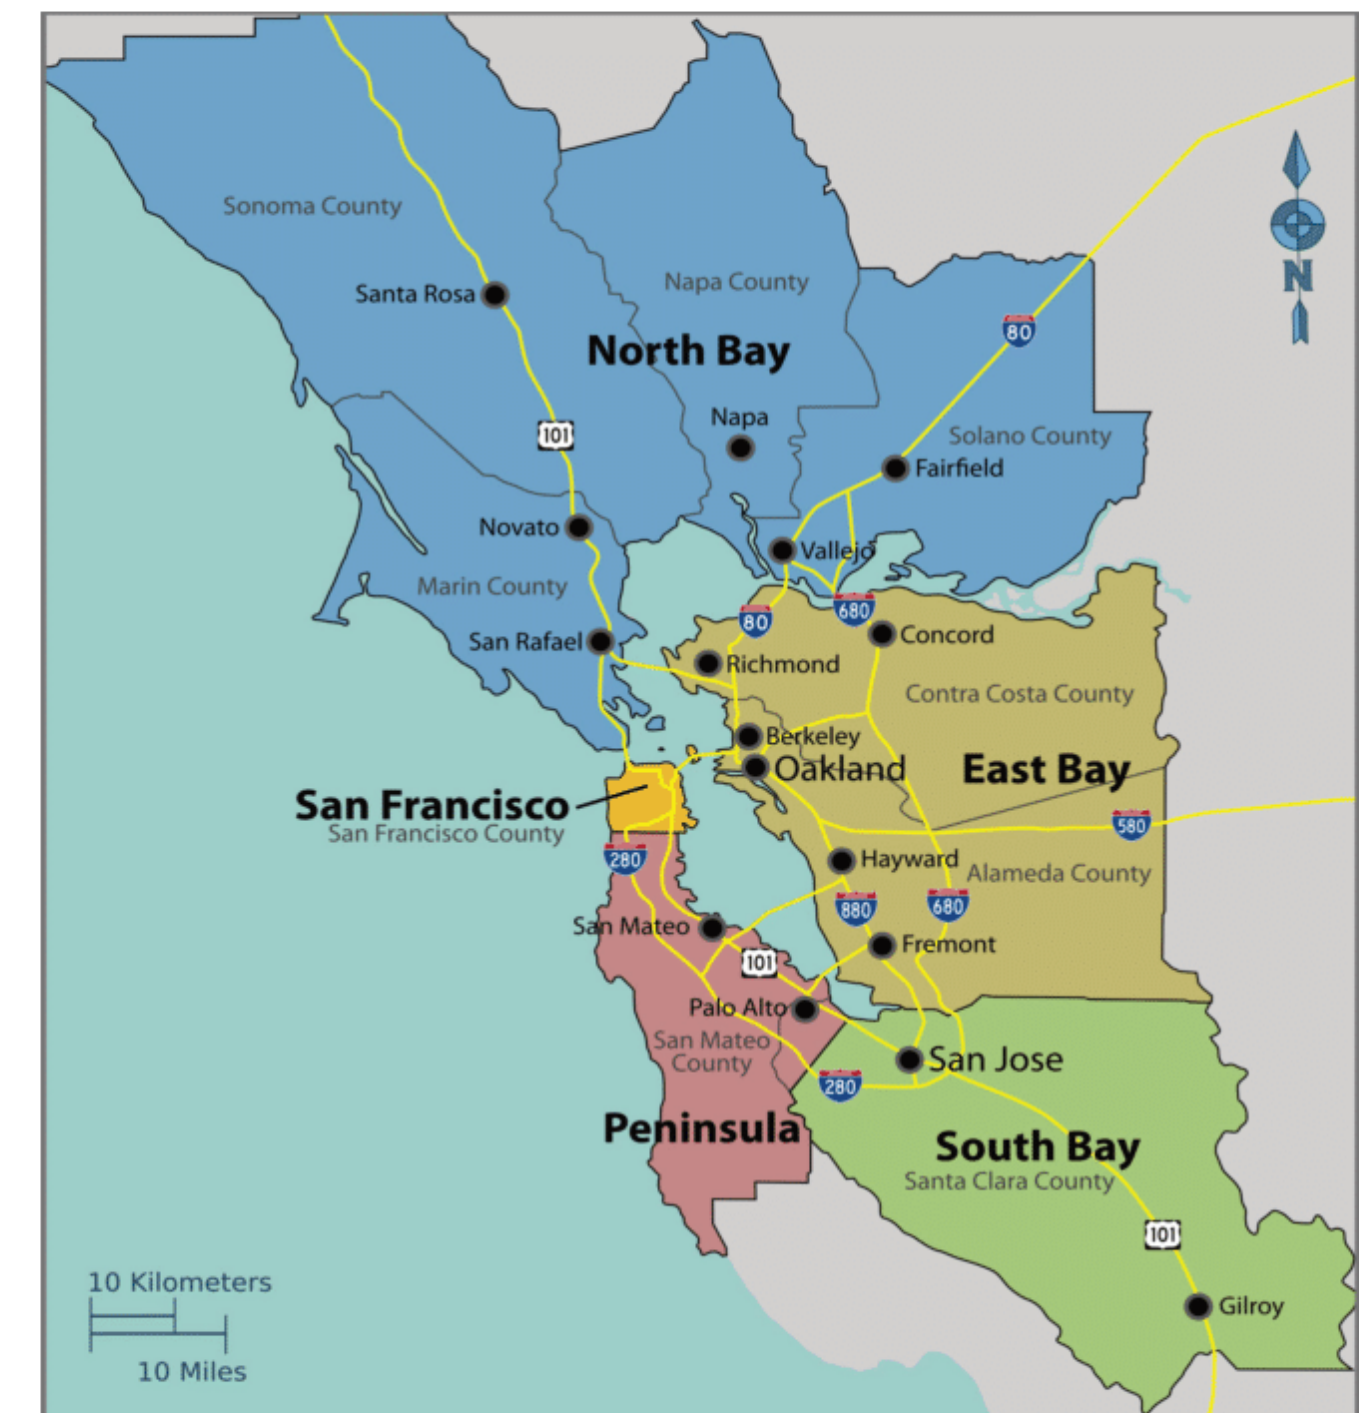 Sonoma County
Napa County
Santa Rosa
N
80
North Bay
Napa
101
Solano County
Fairfield
Novato
Vallejo
Marin County
80
680
Concord
San Rafael
Richmond
Contra Costa County
Berkeley
Oakland
East Bay
San Francisco
San Francisco County
580
280
Hayward
Alameda County
880
680
San Mateo
Fremont
101
Palo Alto
San Mateo
County
San Jose
280
Peninsula
South Bay
Santa Clara County
101
10 Kilometers
Gilroy
10 Miles